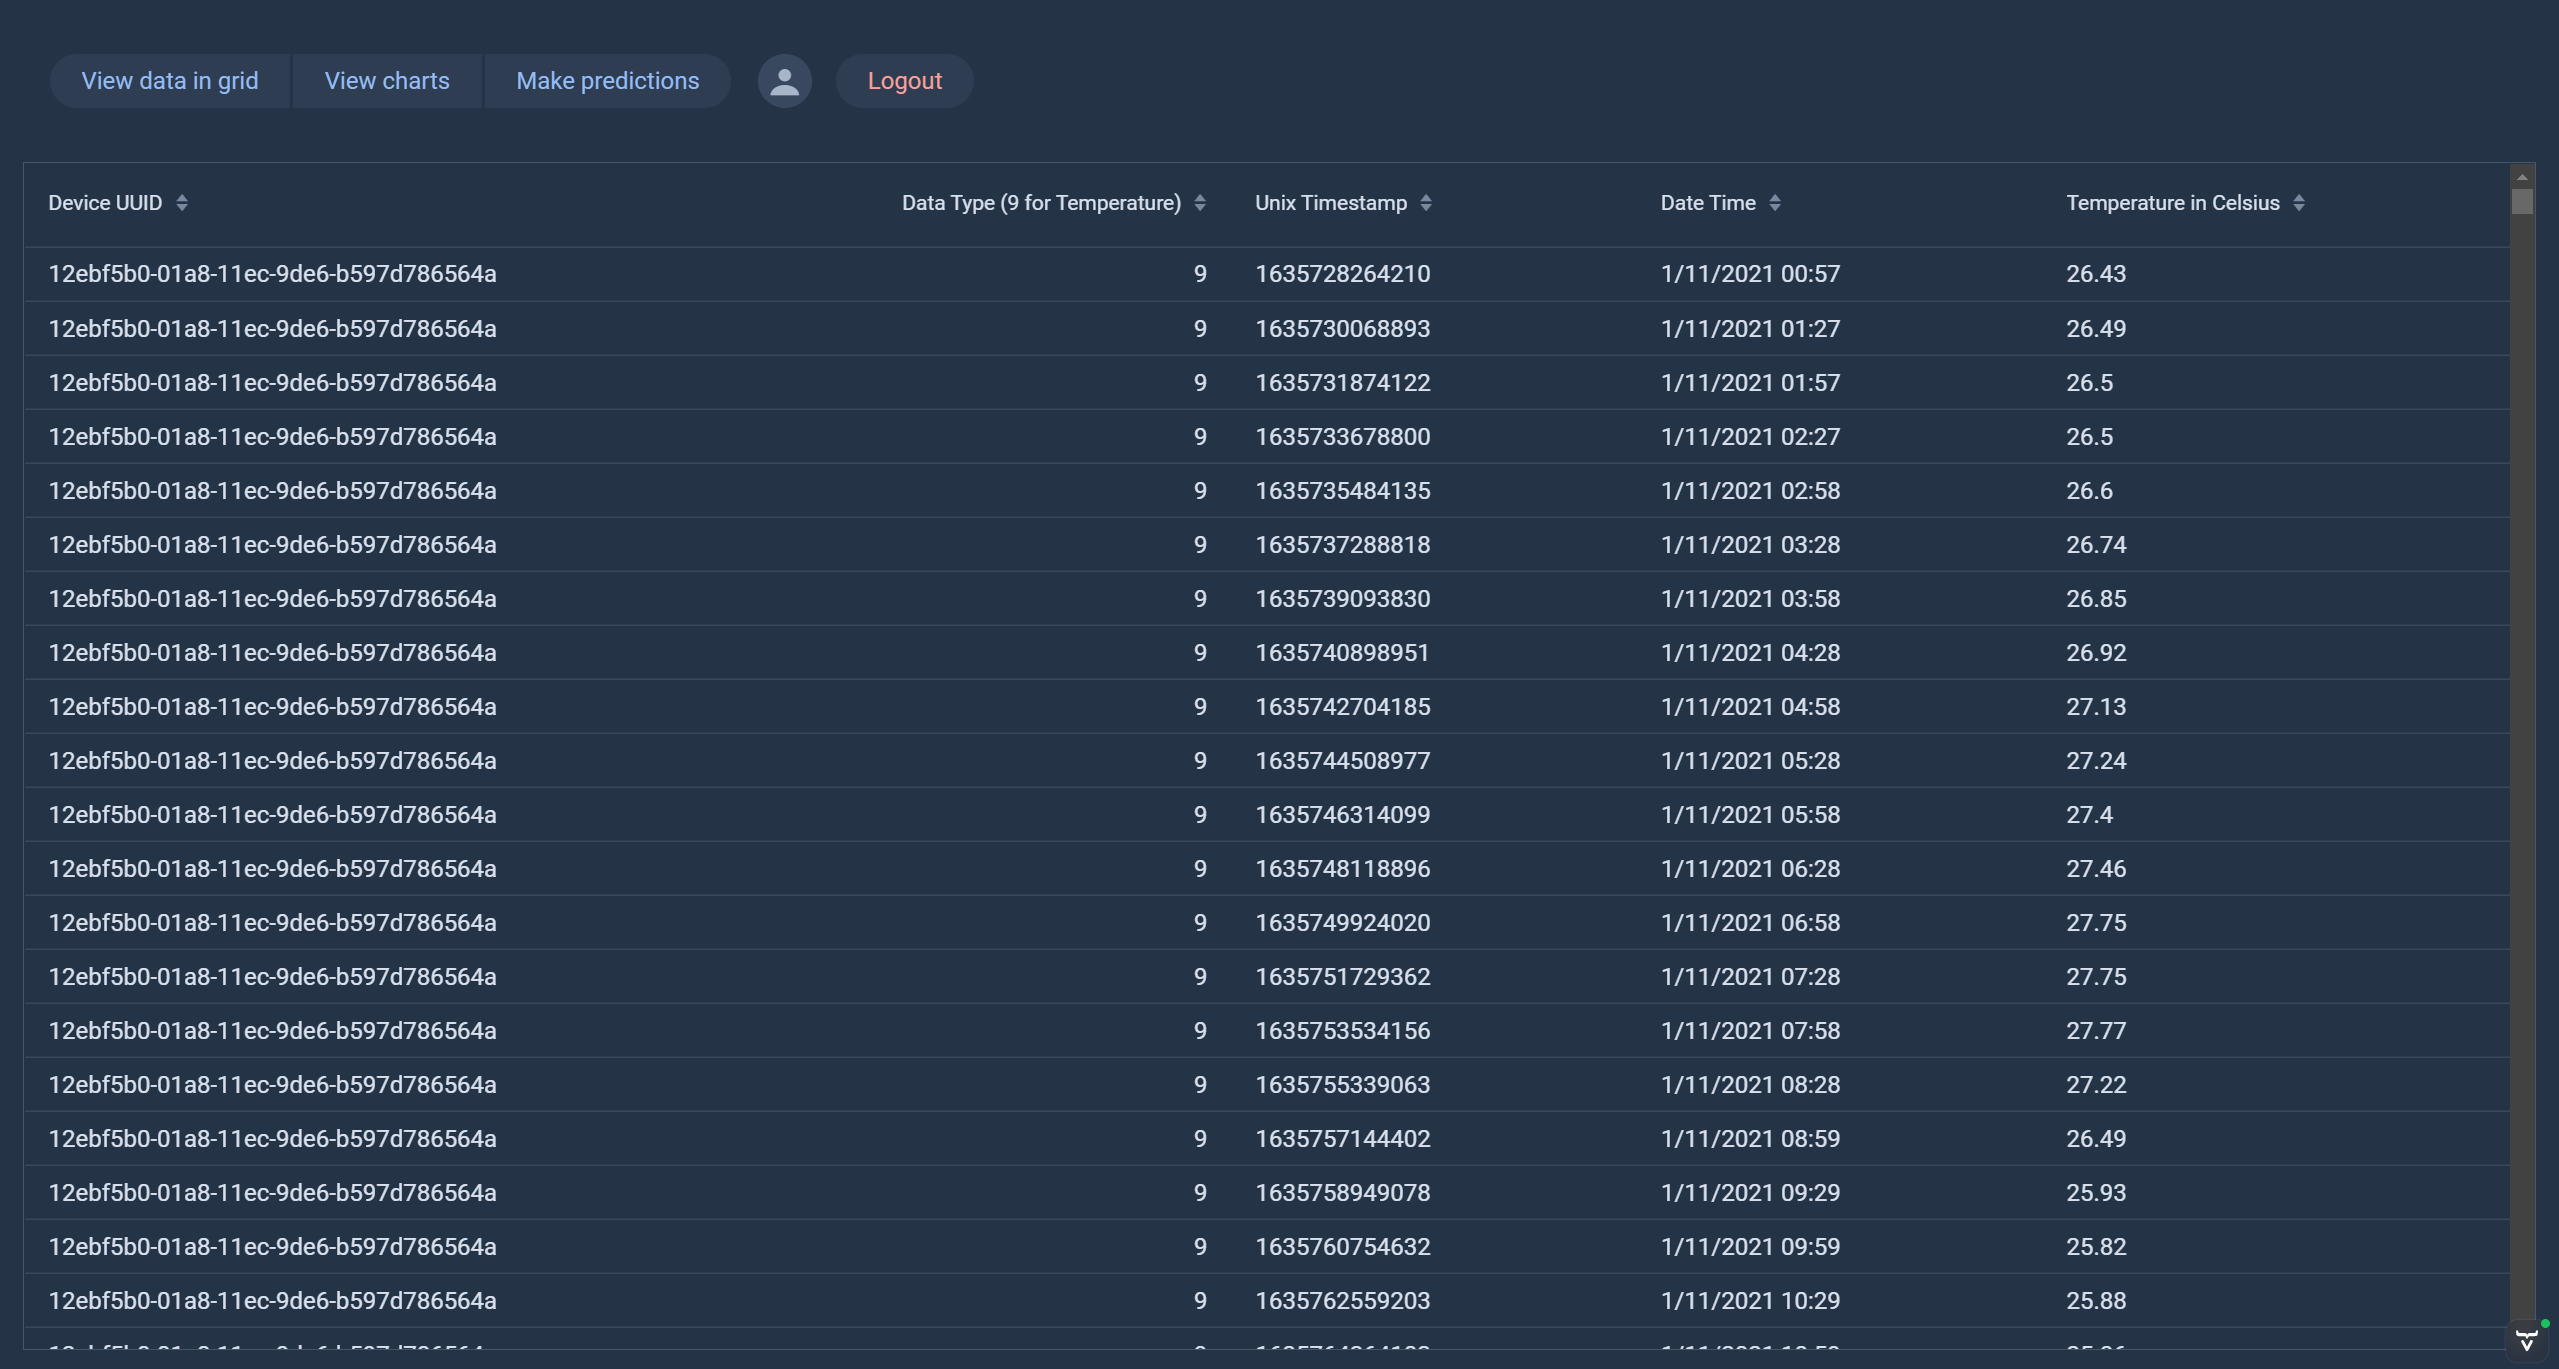 View data in grid View charts Make predictions Logout
Device UUID Data Type (9 for Temperature) Unix Timestamp Date Time Temperature in Celsius
12ebf5b0-01a8-11ec-9de6-b597d786564a 9 1635728264210 1/11/2021 00:57 26.43
12ebf5b0-01a8-11ec-9de6-b597d786564a 9 1635730068893 1/11/2021 01:27 26.49
12ebf5b0-01a8-11ec-9de6-b597d786564a 9 1635731874122 1/11/2021 01:57 26.5
12ebf5b0-01a8-11ec-9de6-b597d786564a 9 1635733678800 1/11/2021 02:27 26.5
12ebf5b0-01a8-11ec-9de6-b597d786564a 9 1635735484135 1/11/2021 02:58 26.6
12ebf5b0-01a8-11ec-9de6-b597d786564a 9 1635737288818 1/11/2021 03:28 26.74
12ebf5b0-01a8-11ec-9de6-b597d786564a 9 1635739093830 1/11/2021 03:58 26.85
12ebf5b0-01a8-11ec-9de6-b597d786564a 9 1635740898951 1/11/2021 04:28 26.92
12ebf5b0-01a8-11ec-9de6-b597d786564a 9 1635742704185 1/11/2021 04:58 27.13
12ebf5b0-01a8-11ec-9de6-b597d786564a 9 1635744508977 1/11/2021 05:28 27.24
12ebf5b0-01a8-11ec-9de6-b597d786564a 9 1635746314099 1/11/2021 05:58 27.4
12ebf5b0-01a8-11ec-9de6-b597d786564a 9 1635748118896 1/11/2021 06:28 27.46
12ebf5b0-01a8-11ec-9de6-b597d786564a 9 1635749924020 1/11/2021 06:58 27.75
12ebf5b0-01a8-11ec-9de6-b597d786564a 9 1635751729362 1/11/2021 07:28 27.75
12ebf5b0-01a8-11ec-9de6-b597d786564a 9 1635753534156 1/11/2021 07:58 27.77
12ebf5b0-01a8-11ec-9de6-b597d786564a 9 1635755339063 1/11/2021 08:28 27.22
12ebf5b0-01a8-11ec-9de6-b597d786564a 9 1635757144402 1/11/2021 08:59 26.49
12ebf5b0-01a8-11ec-9de6-b597d786564a 9 1635758949078 1/11/2021 09:29 25.93
12ebf5b0-01a8-11ec-9de6-b597d786564a 9 1635760754632 1/11/2021 09:59 25.82
12ebf5b0-01a8-11ec-9de6-b597d786564a 9 1635762559203 1/11/2021 10:29 25.88